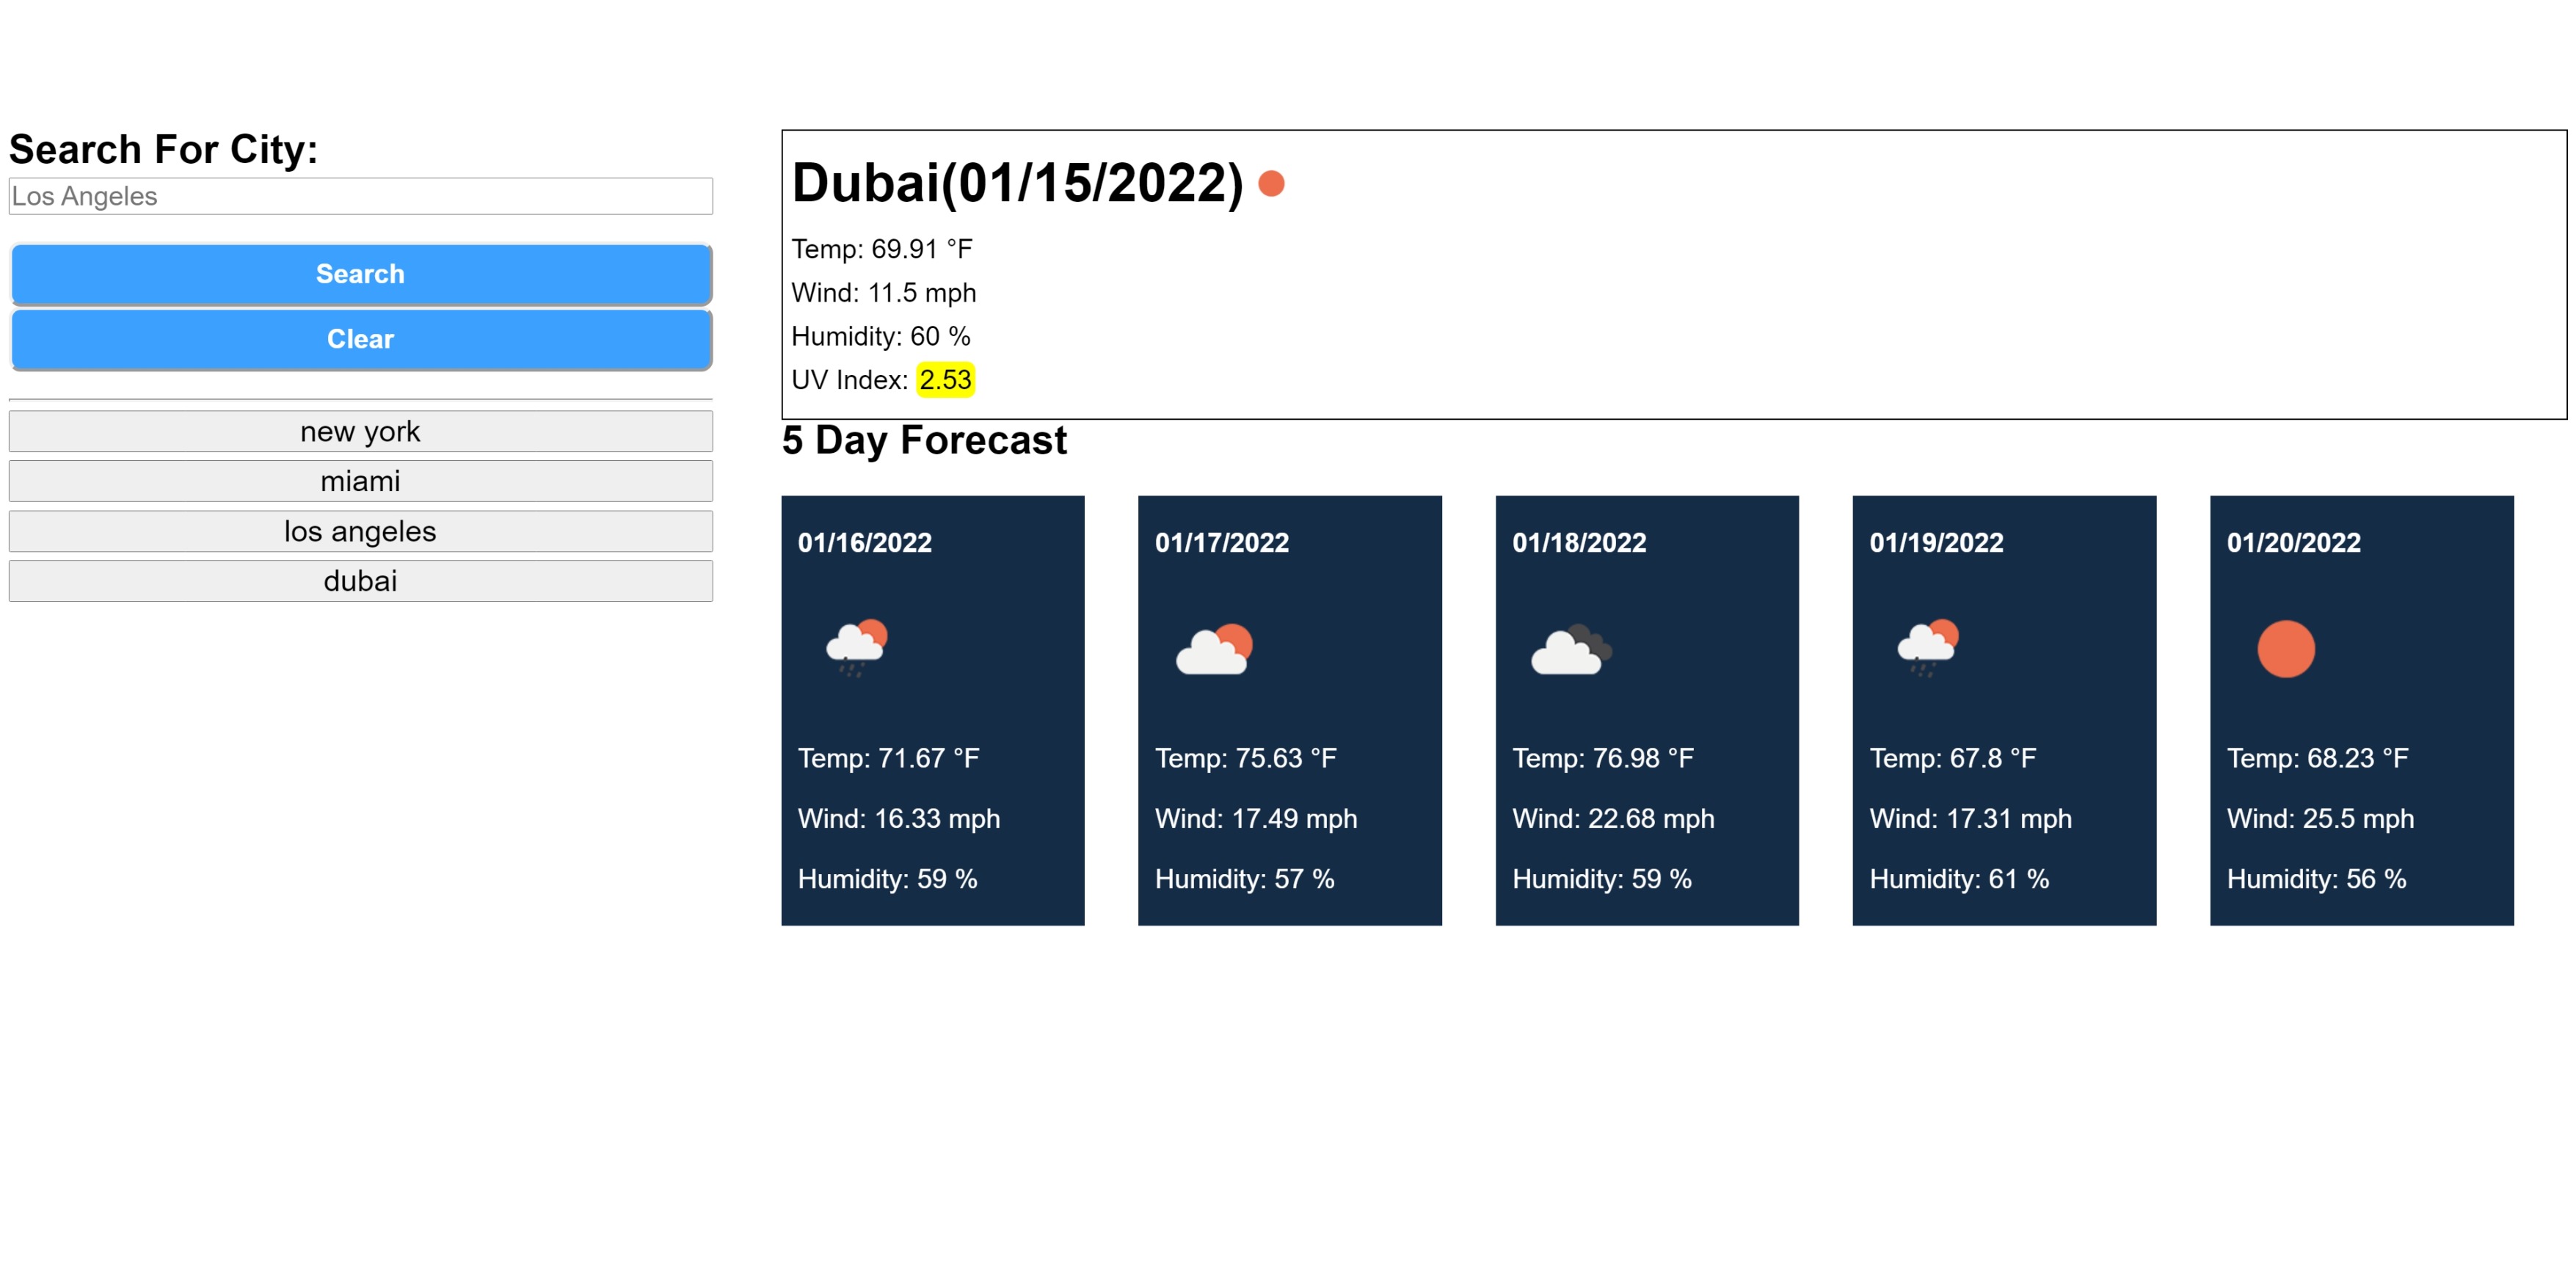 Search For City:
Los Angeles
Search
Clear
new york
miami
los angeles
dubai
Dubai(01/15/2022)
Temp: 69.91 °F
Wind: 11.5 mph
Humidity: 60 %
UV Index: 2.53
5 Day Forecast
01/16/2022
Temp: 71.67 °F
Wind: 16.33 mph
Humidity: 59 %
01/17/2022
Temp: 75.63 °F
Wind: 17.49 mph
Humidity: 57 %
01/18/2022
Temp: 76.98 °F
Wind: 22.68 mph
Humidity: 59 %
01/19/2022
Temp: 67.8 °F
Wind: 17.31 mph
Humidity: 61 %
01/20/2022
Temp: 68.23 °F
Wind: 25.5 mph
Humidity: 56 %